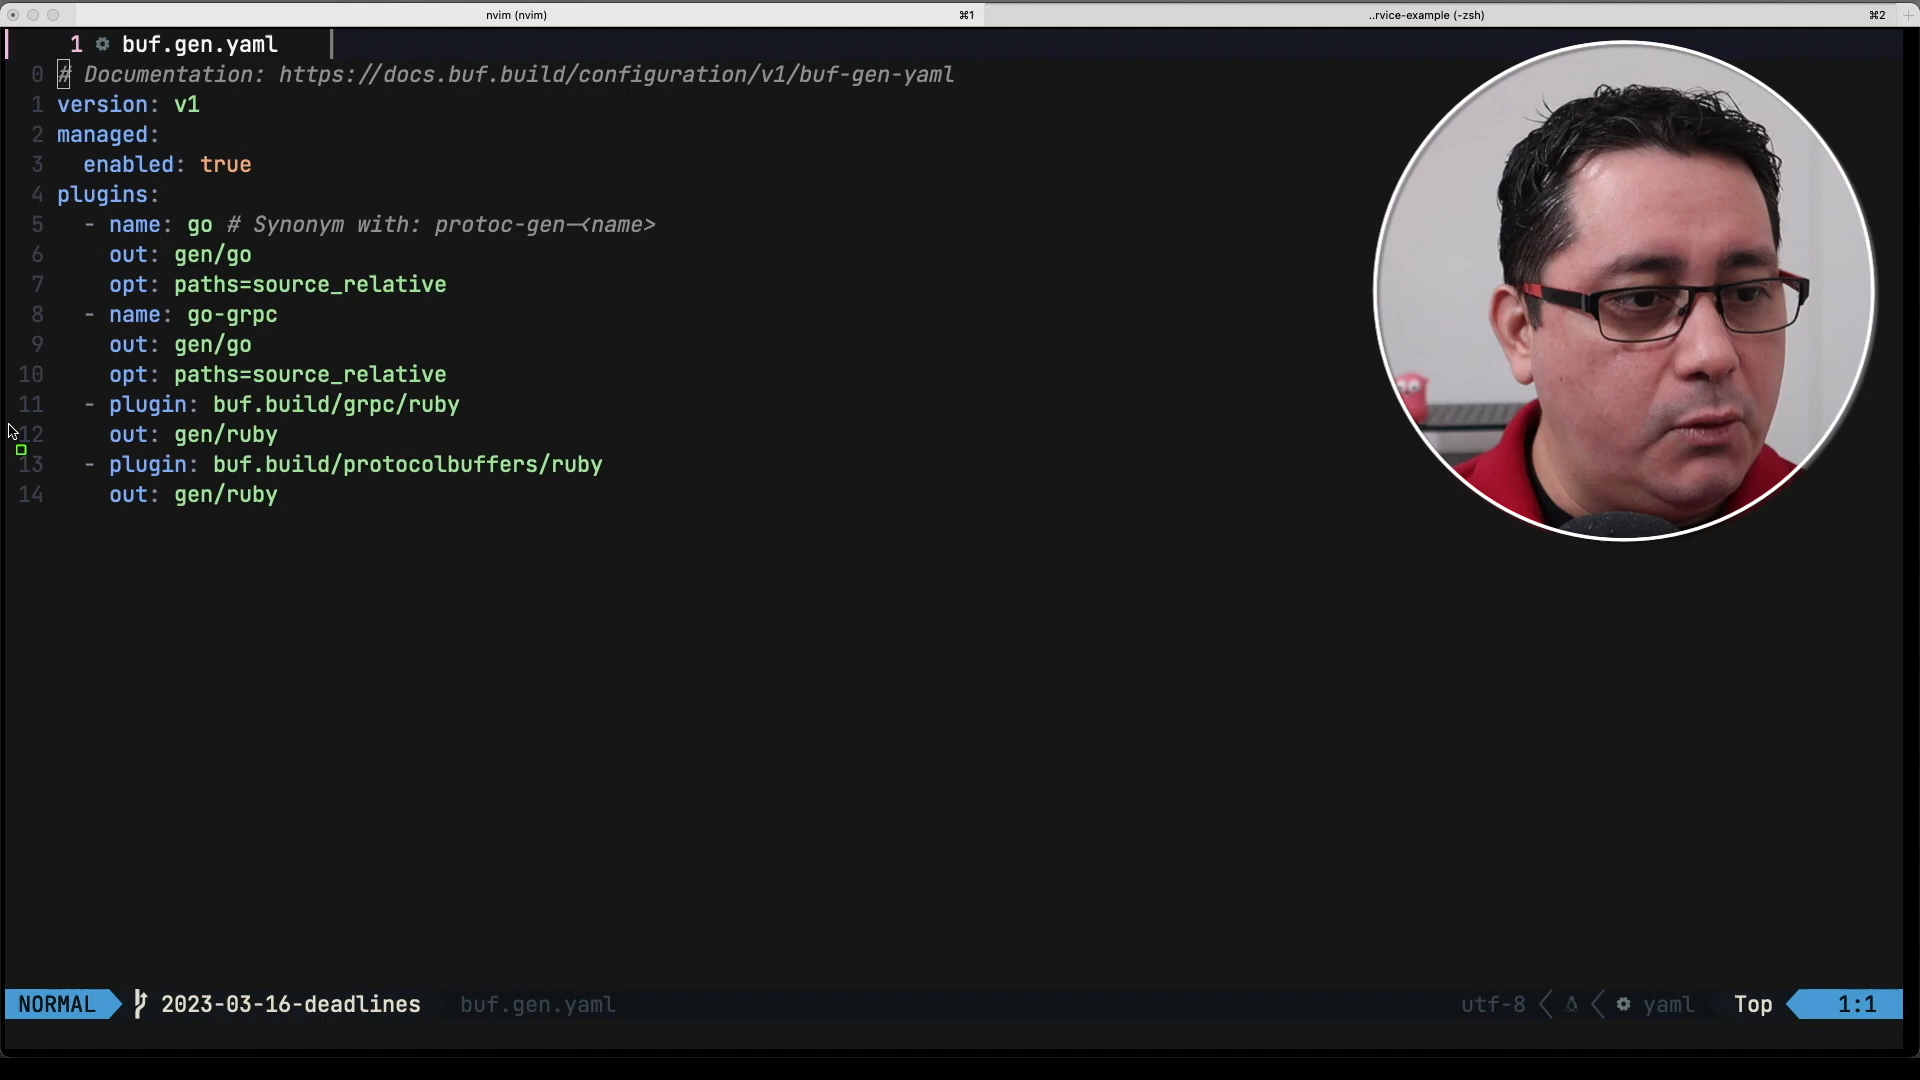 nvim (nvim) ⌘1 ..rvice-example (-zsh) ⌘2
1 buf.gen.yaml
0 # Documentation: https://docs.buf.build/configuration/v1/buf-gen-yaml
1 version: v1
2 managed:
3 enabled: true
4 plugins:
5 - name: go # Synonym with: protoc-gen-<name>
6 out: gen/go
7 opt: paths=source_relative
8 - name: go-grpc
9 out: gen/go
10 opt: paths=source_relative
11 - plugin: buf.build/grpc/ruby
12 out: gen/ruby
13 - plugin: buf.build/protocolbuffers/ruby
14 out: gen/ruby
NORMAL 2023-03-16-deadlines buf.gen.yaml utf-8 yaml Top 1:1